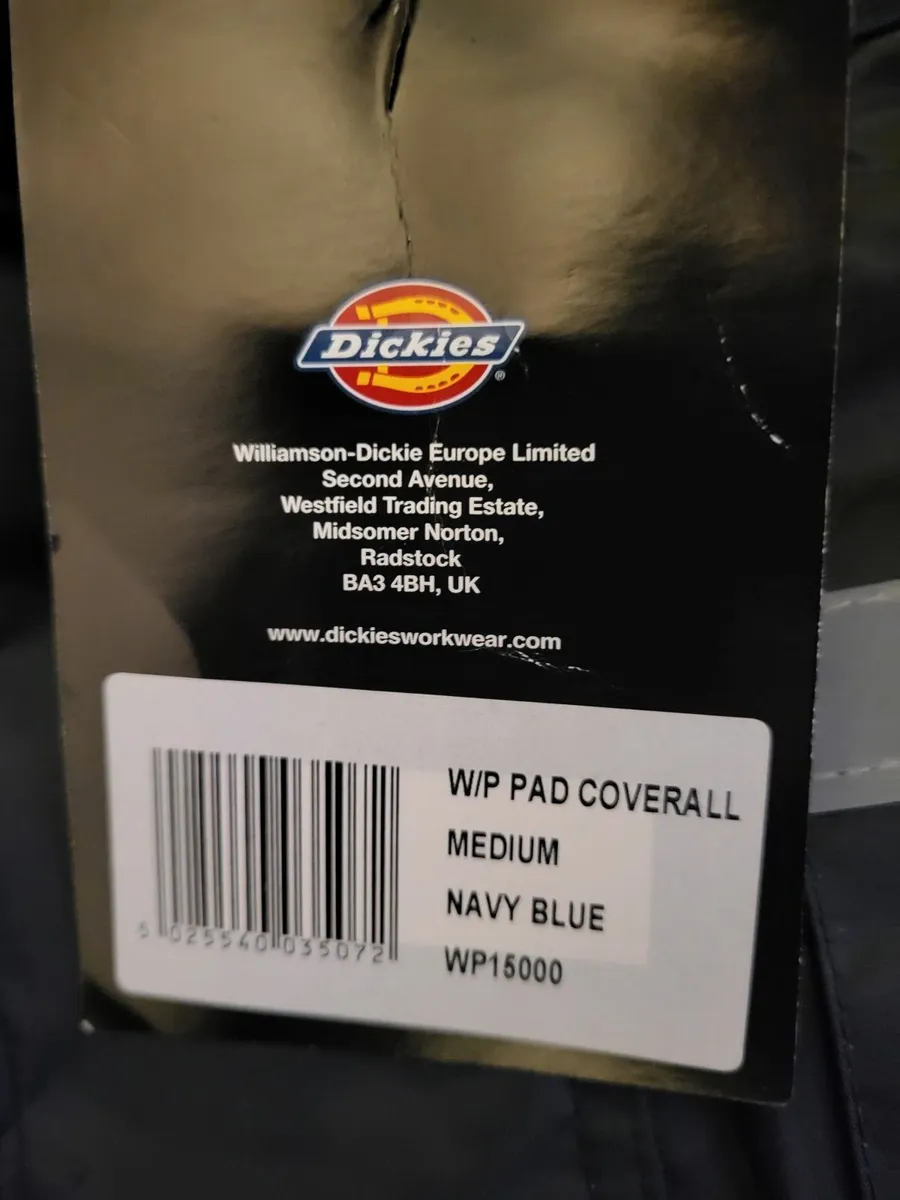 Dickies
®
Williamson-Dickie Europe Limited
Second Avenue,
Westfield Trading Estate,
Midsomer Norton,
Radstock
BA3 4BH, UK
www.dickiesworkwear.com
W/P PAD COVERALL
MEDIUM
NAVY BLUE
WP15000
5 025540 035072